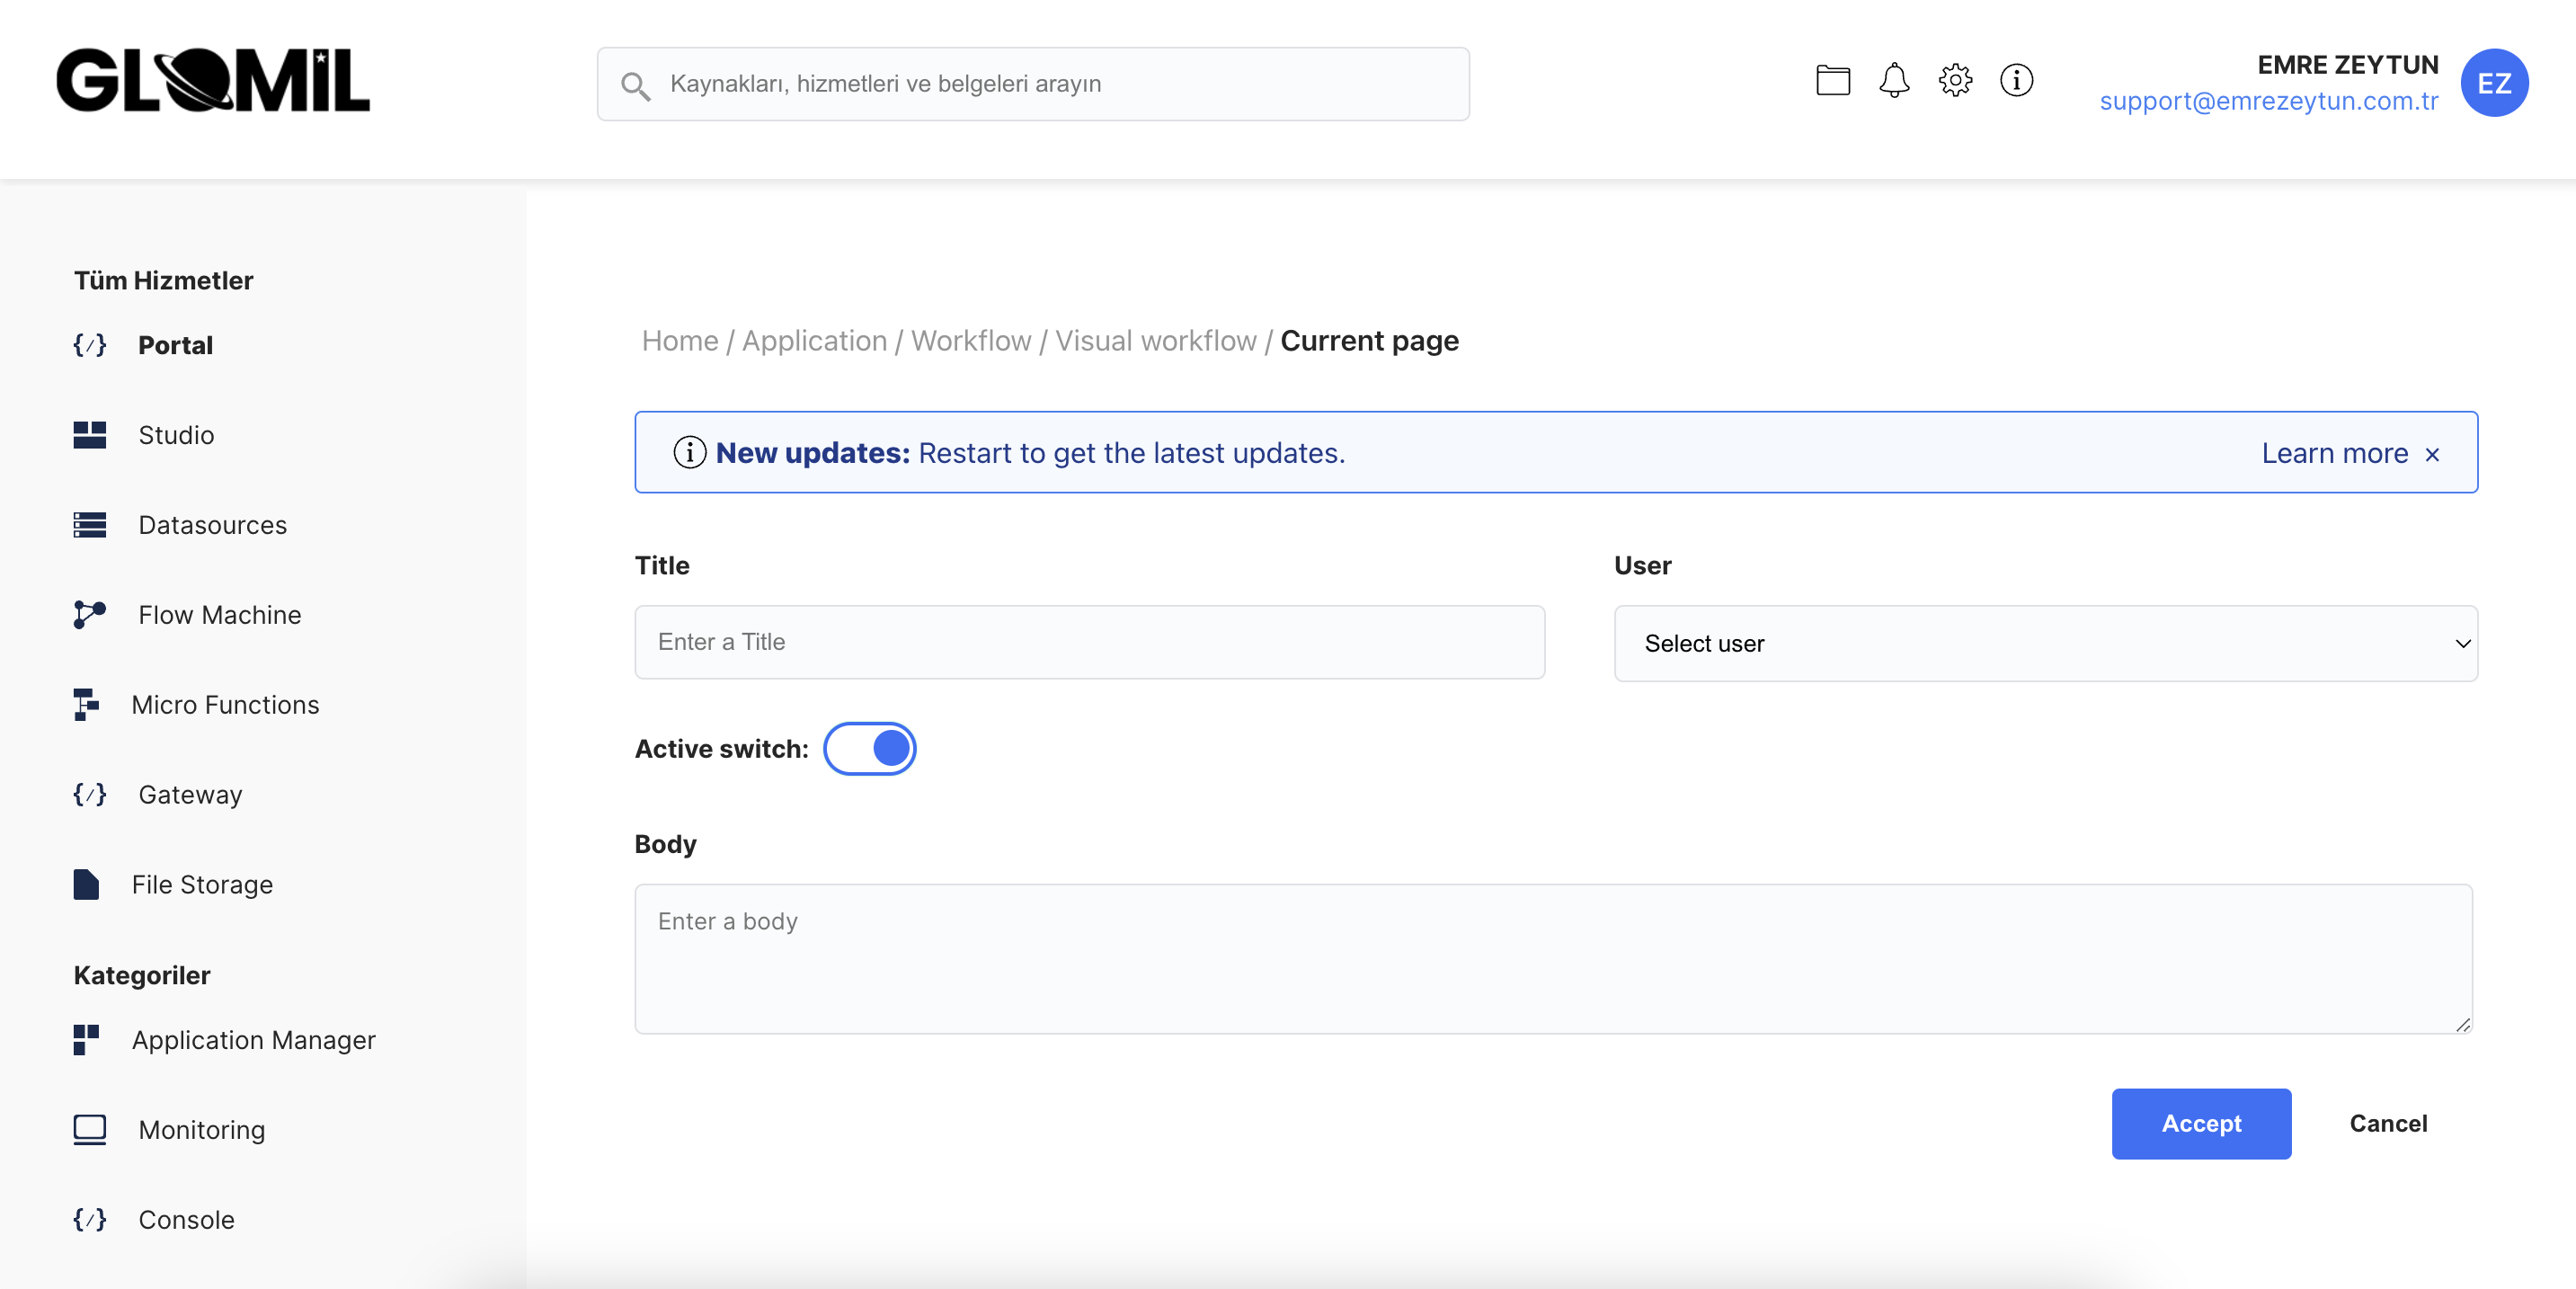 GLOMİL
Kaynakları, hizmetleri ve belgeleri arayın
EMRE ZEYTUN
support@emrezeytun.com.tr
EZ
Tüm Hizmetler
Portal
Studio
Datasources
Flow Machine
Micro Functions
Gateway
File Storage
Kategoriler
Application Manager
Monitoring
Console
Home / Application / Workflow / Visual workflow / Current page
New updates: Restart to get the latest updates.
Learn more ×
Title
Enter a Title
User
Select user
Active switch:
Body
Enter a body
Accept
Cancel